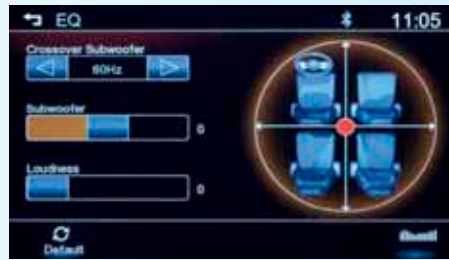 EQ 11:05
Crossover Subwoofer
60Hz
Subwoofer
0
Loudness
0
Default